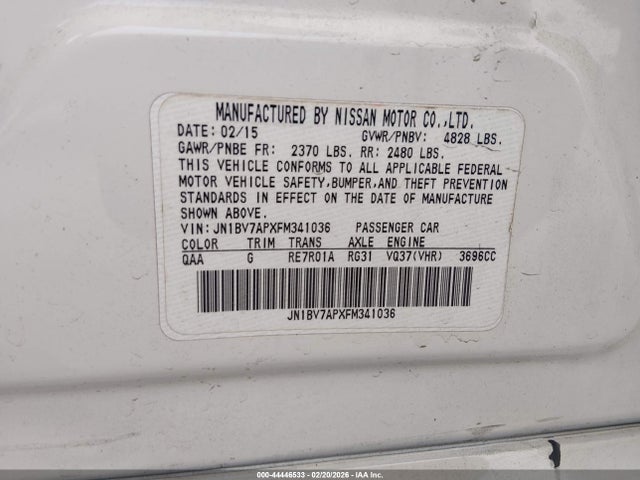 MANUFACTURED BY NISSAN MOTOR CO.,LTD.
DATE: 02/15 GVWR/PNBV: 4828 LBS.
GAWR/PNBE FR: 2370 LBS. RR: 2480 LBS.
THIS VEHICLE CONFORMS TO ALL APPLICABLE FEDERAL
MOTOR VEHICLE SAFETY,BUMPER,AND THEFT PREVENTION
STANDARDS IN EFFECT ON THE DATE OF MANUFACTURE
SHOWN ABOVE.
VIN: JN1BV7APXFM341036 PASSENGER CAR
COLOR TRIM TRANS AXLE ENGINE
QAA G RE7R01A RG31 VQ37(VHR) 3696CC
JN1BV7APXFM341036
000-44446533 - 02/20/2026 - IAA Inc. Copyright